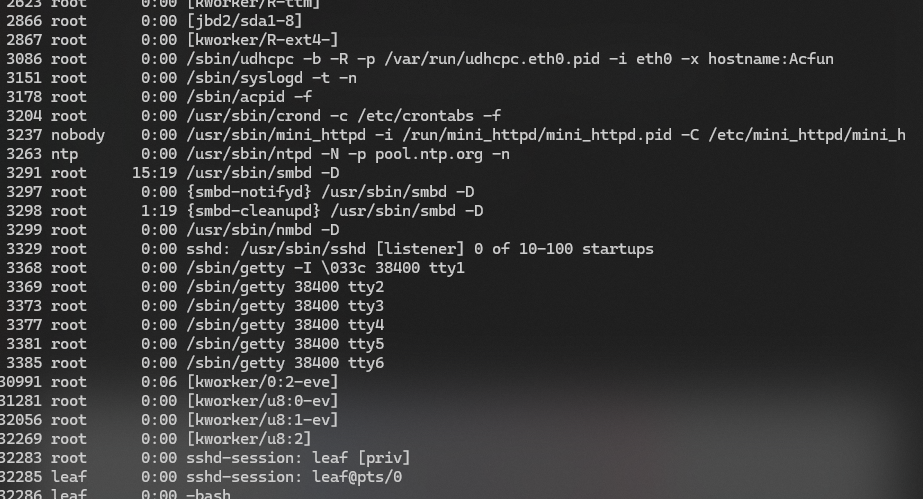 2623 root 0:00 [kworker/R-ttm]
2866 root 0:00 [jbd2/sda1-8]
2867 root 0:00 [kworker/R-ext4-]
3086 root 0:00 /sbin/udhcpc -b -R -p /var/run/udhcpc.eth0.pid -i eth0 -x hostname:Acfun
3151 root 0:00 /sbin/syslogd -t -n
3178 root 0:00 /sbin/acpid -f
3204 root 0:00 /usr/sbin/crond -c /etc/crontabs -f
3237 nobody 0:00 /usr/sbin/mini_httpd -i /run/mini_httpd/mini_httpd.pid -C /etc/mini_httpd/mini_h
3263 ntp 0:00 /usr/sbin/ntpd -N -p pool.ntp.org -n
3291 root 15:19 /usr/sbin/smbd -D
3297 root 0:00 {smbd-notifyd} /usr/sbin/smbd -D
3298 root 1:19 {smbd-cleanupd} /usr/sbin/smbd -D
3299 root 0:00 /usr/sbin/nmbd -D
3329 root 0:00 sshd: /usr/sbin/sshd [listener] 0 of 10-100 startups
3368 root 0:00 /sbin/getty -I \033c 38400 tty1
3369 root 0:00 /sbin/getty 38400 tty2
3373 root 0:00 /sbin/getty 38400 tty3
3377 root 0:00 /sbin/getty 38400 tty4
3381 root 0:00 /sbin/getty 38400 tty5
3385 root 0:00 /sbin/getty 38400 tty6
30991 root 0:06 [kworker/0:2-eve]
31281 root 0:00 [kworker/u8:0-ev]
32056 root 0:00 [kworker/u8:1-ev]
32269 root 0:00 [kworker/u8:2]
32283 root 0:00 sshd-session: leaf [priv]
32285 leaf 0:00 sshd-session: leaf@pts/0
32286 leaf 0:00 -bash